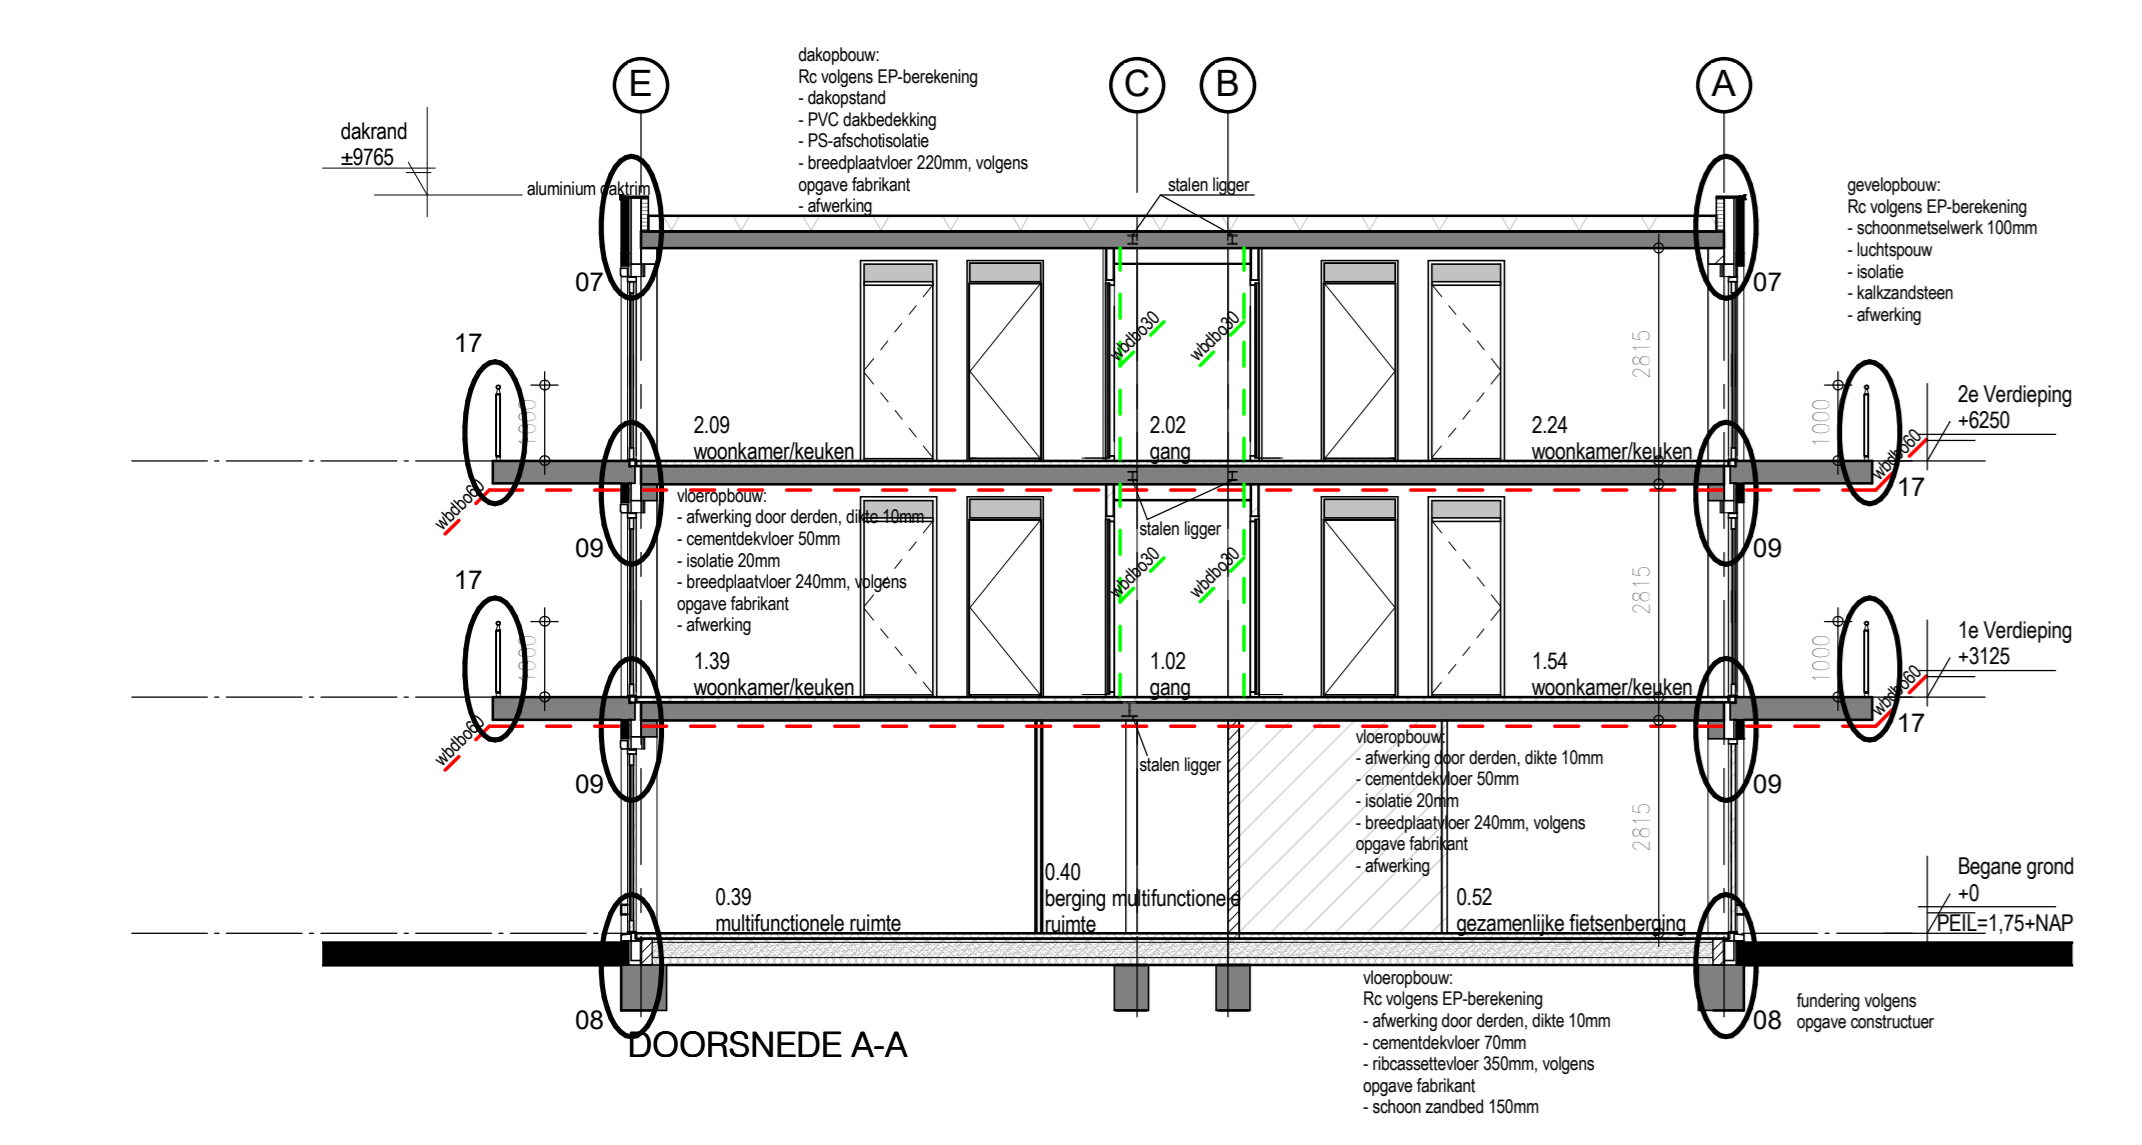 E
C
B
A
dakopbouw:
Rc volgens EP-berekening
- dakopstand
- PVC dakbedekking
- PS-afschotisolatie
- breedplaatvloer 220mm, volgens
opgave fabrikant
- afwerking
dakrand
±9765
aluminium daktrim
stalen ligger
gevelopbouw:
Rc volgens EP-berekening
- schoonmetselwerk 100mm
- luchtspouw
- isolatie
- kalkzandsteen
- afwerking
07
07
17
wbdbo30
wbdbo30
2815
1000
1000
2e Verdieping
+6250
2.09
woonkamer/keuken
2.02
gang
2.24
woonkamer/keuken
wbdbo60
wbdbo60
17
vloeropbouw:
- afwerking door derden, dikte 10mm
- cementdekvloer 50mm
- isolatie 20mm
- breedplaatvloer 240mm, volgens
opgave fabrikant
- afwerking
stalen ligger
09
09
17
wbdbo30
wbdbo30
2815
1000
1000
1e Verdieping
+3125
1.39
woonkamer/keuken
1.02
gang
1.54
woonkamer/keuken
wbdbo60
wbdbo60
17
stalen ligger
vloeropbouw:
- afwerking door derden, dikte 10mm
- cementdekvloer 50mm
- isolatie 20mm
- breedplaatvloer 240mm, volgens
opgave fabrikant
- afwerking
09
09
2815
Begane grond
+0
PEIL=1,75+NAP
0.39
multifunctionele ruimte
0.40
berging multifunctionele
ruimte
0.52
gezamenlijke fietsenberging
vloeropbouw:
Rc volgens EP-berekening
- afwerking door derden, dikte 10mm
- cementdekvloer 70mm
- ribcassettevloer 350mm, volgens
opgave fabrikant
- schoon zandbed 150mm
08
08
fundering volgens
opgave constructuer
DOORSNEDE A-A